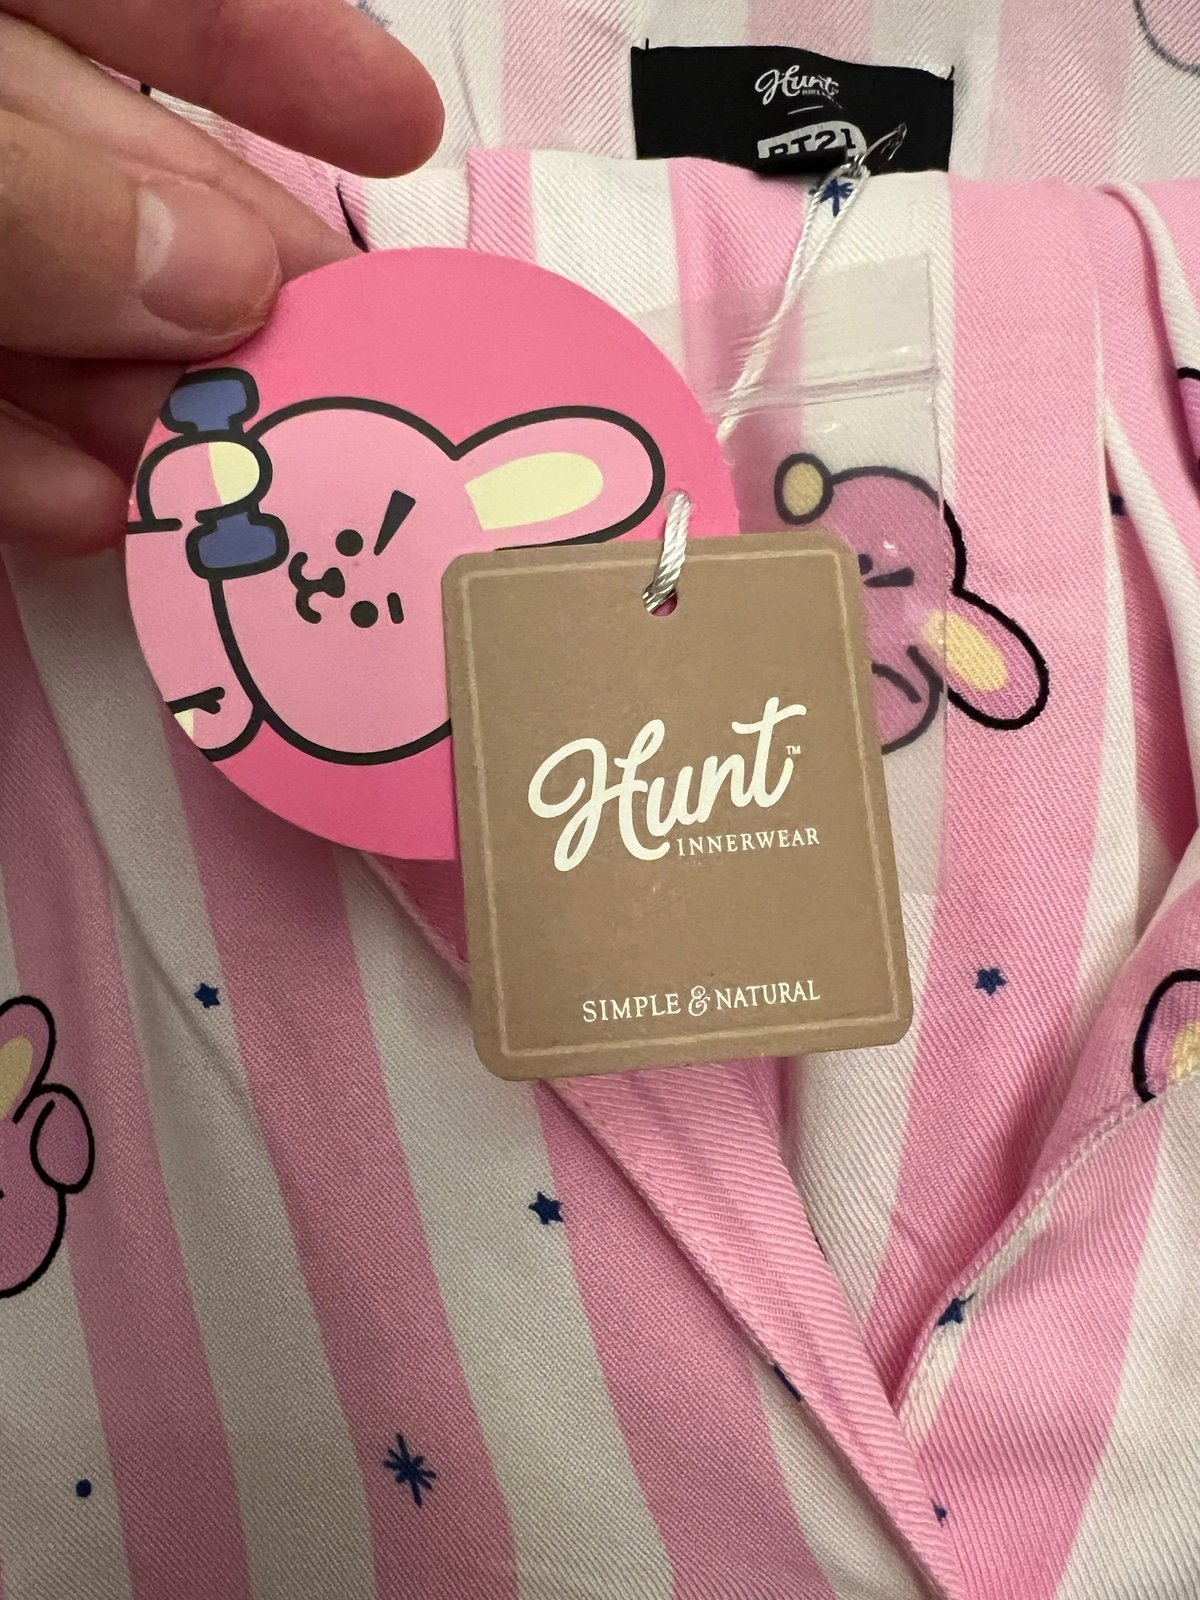 Hunt
BT21
Hunt™
INNERWEAR
SIMPLE & NATURAL